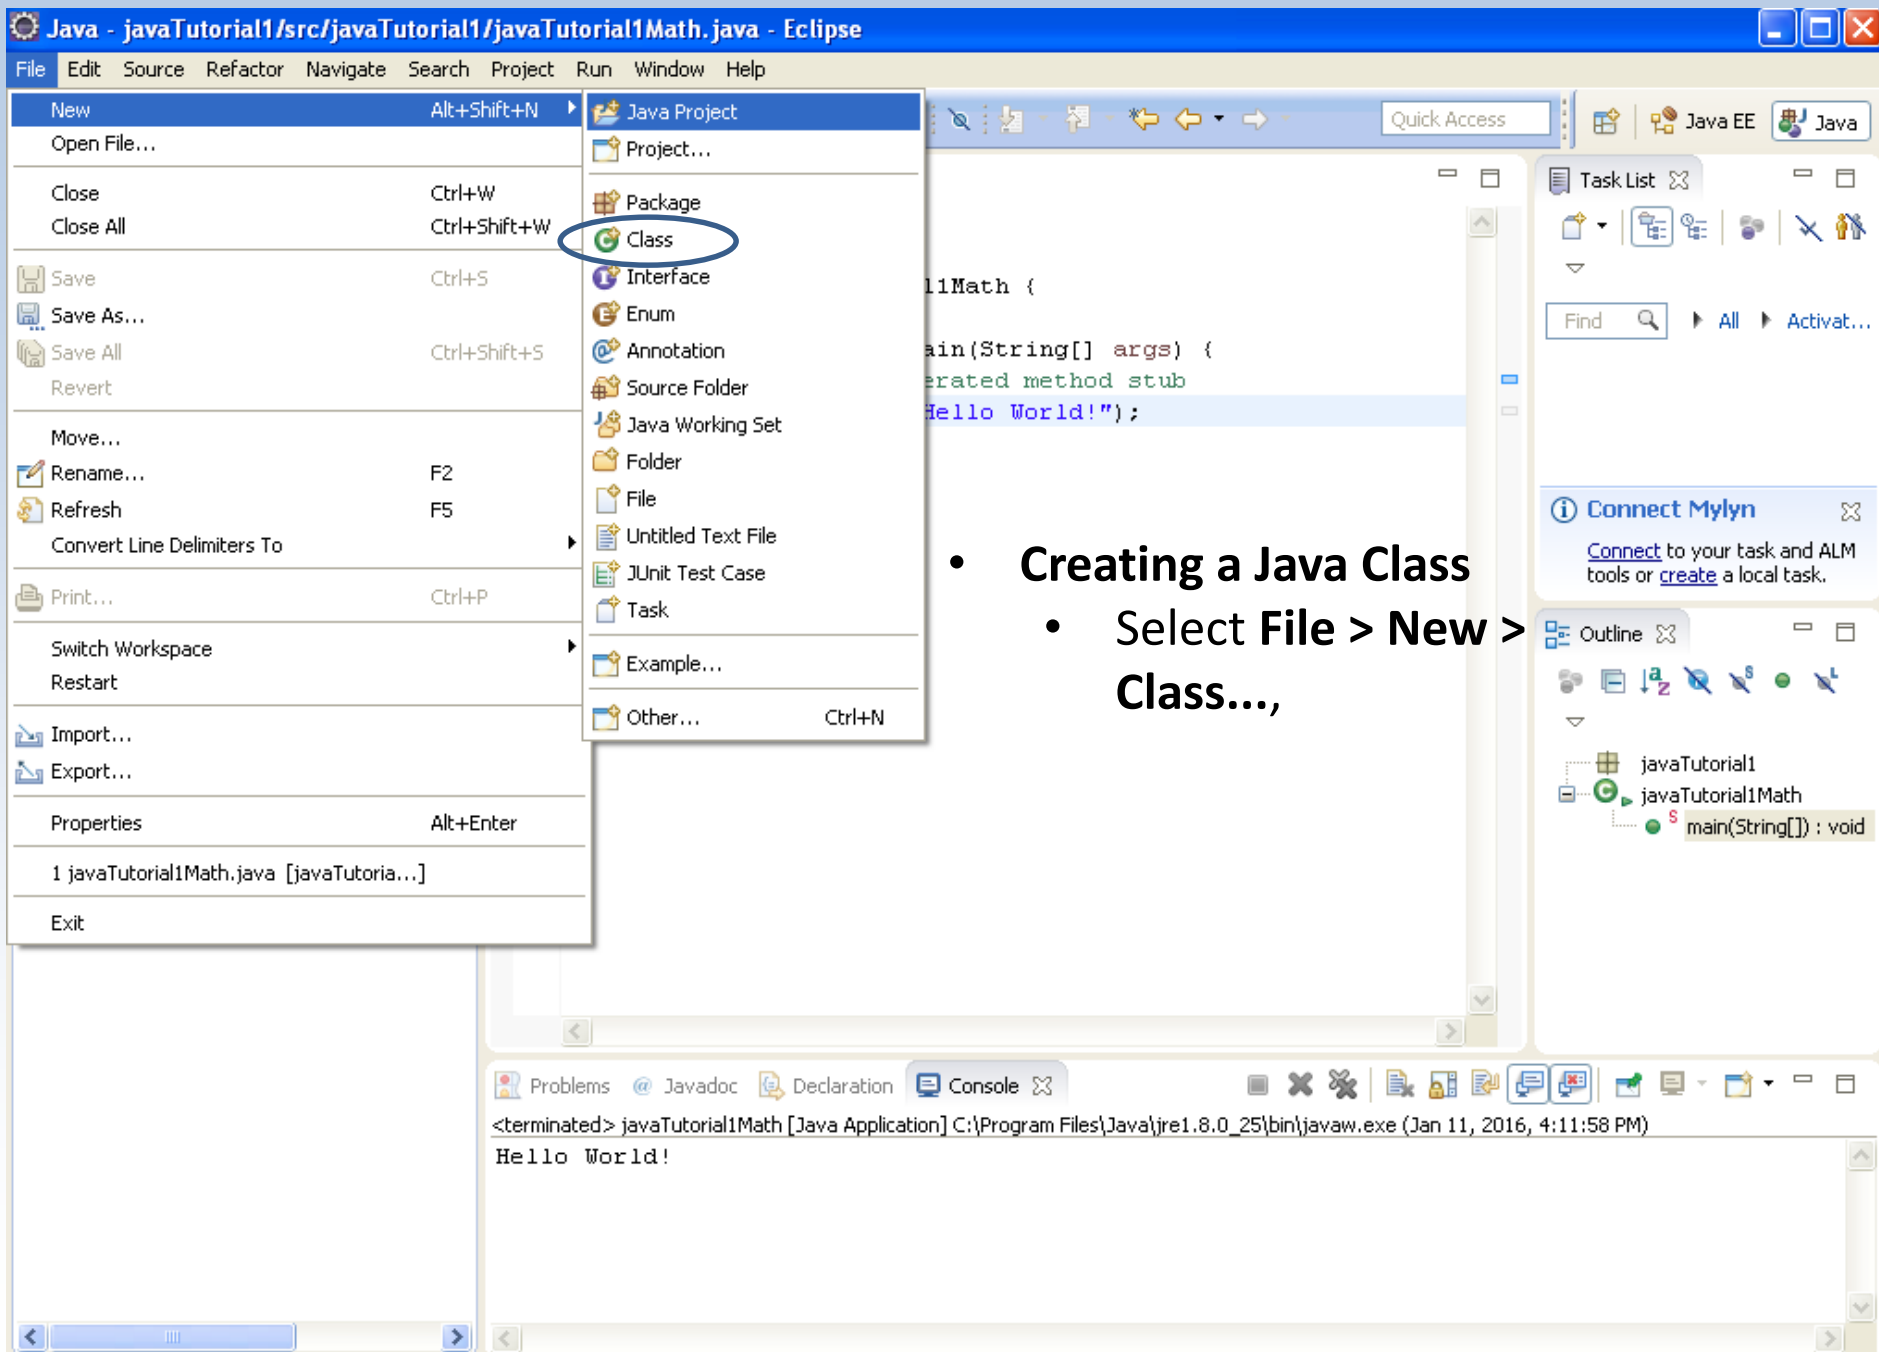 Java - javaTutorial1/src/javaTutorial1/javaTutorial1Math.java - Eclipse
File Edit Source Refactor Navigate Search Project Run Window Help
New Alt+Shift+N
Open File...
Close Ctrl+W
Close All Ctrl+Shift+W
Save Ctrl+S
Save As...
Save All Ctrl+Shift+S
Revert
Move...
Rename... F2
Refresh F5
Convert Line Delimiters To
Print... Ctrl+P
Switch Workspace
Restart
Import...
Export...
Properties Alt+Enter
1 javaTutorial1Math.java [javaTutoria...]
Exit
Java Project
Project...
Package
Class
Interface
Enum
Annotation
Source Folder
Java Working Set
Folder
File
Untitled Text File
JUnit Test Case
Task
Example...
Other... Ctrl+N
Quick Access
Java EE
Java
l1Math {
ain(String[] args) {
erated method stub
Hello World!");
• Creating a Java Class
• Select File > New >
Class...,
Task List
Find All Activat...
Connect Mylyn
Connect to your task and ALM
tools or create a local task.
Outline
javaTutorial1
javaTutorial1Math
main(String[]) : void
Problems @ Javadoc Declaration Console
<terminated> javaTutorial1Math [Java Application] C:\Program Files\Java\jre1.8.0_25\bin\javaw.exe (Jan 11, 2016, 4:11:58 PM)
Hello World!